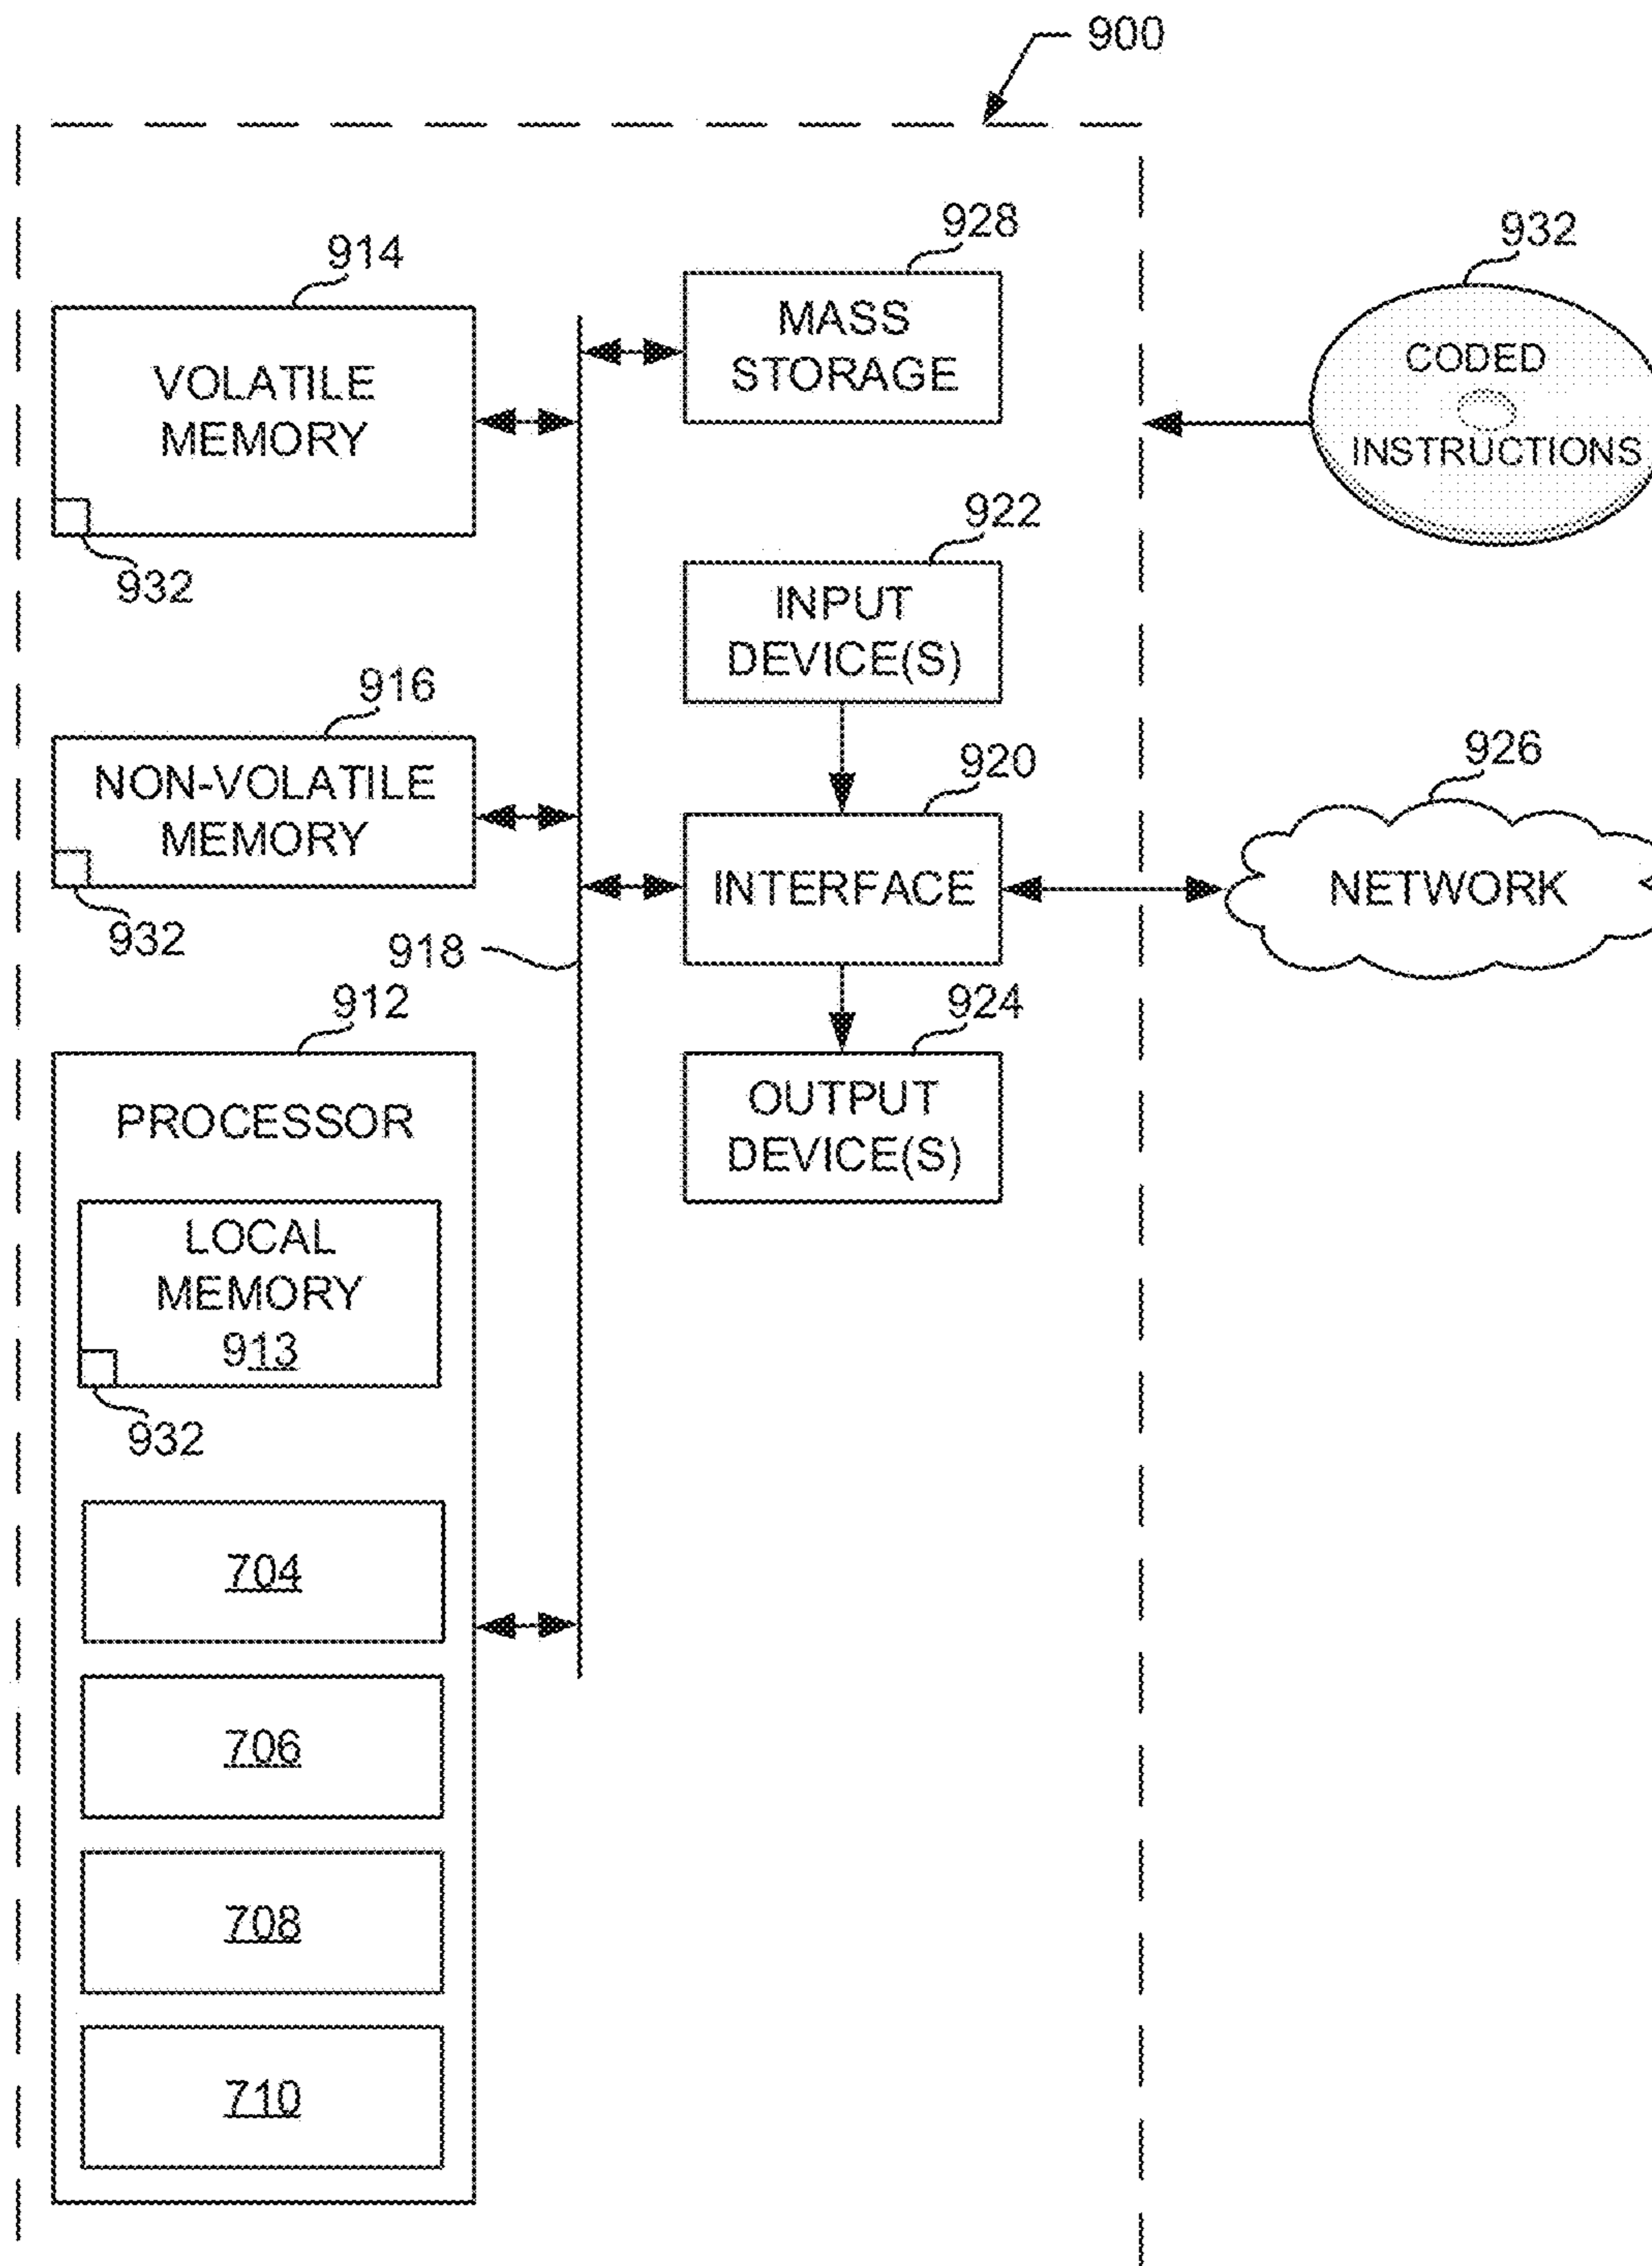 900
928
932
914
MASS
STORAGE
CODED
INSTRUCTIONS
VOLATILE
MEMORY
932
922
INPUT
DEVICE(S)
916
920
926
NON-VOLATILE
MEMORY
932
918
INTERFACE
NETWORK
912
924
PROCESSOR
OUTPUT
DEVICE(S)
LOCAL
MEMORY
913
932
704
706
708
710